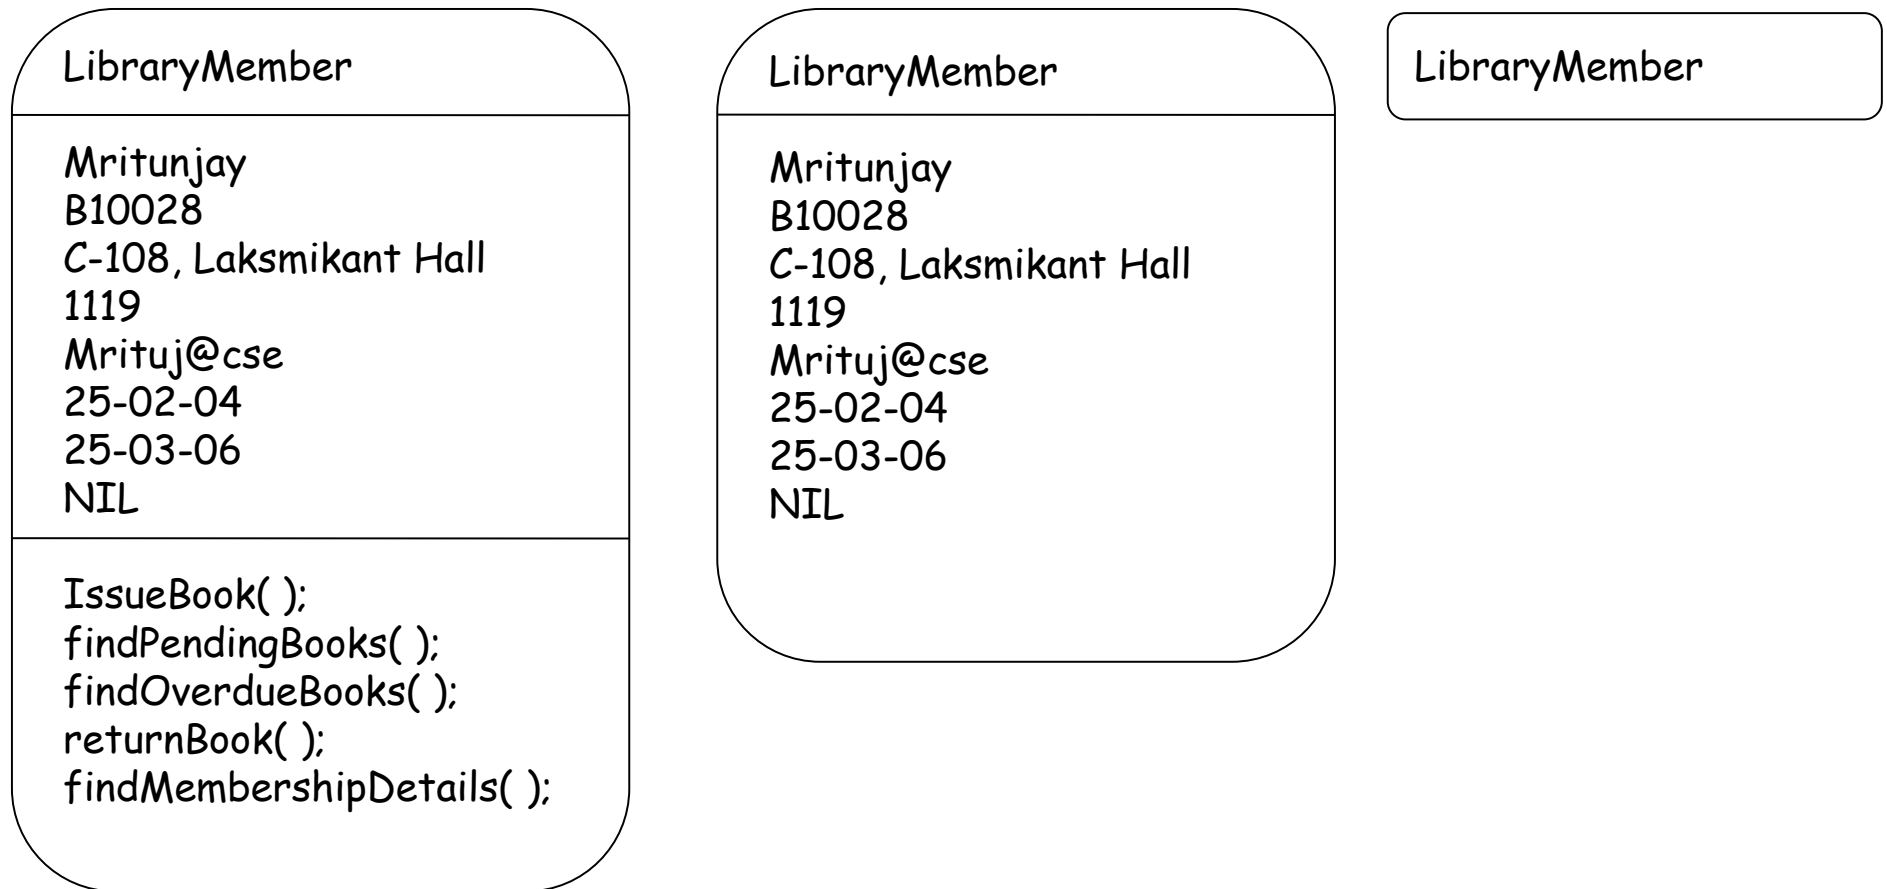 LibraryMember
Mritunjay
B10028
C-108, Laksmikant Hall
1119
Mrituj@cse
25-02-04
25-03-06
NIL
IssueBook( );
findPendingBooks( );
findOverdueBooks( );
returnBook( );
findMembershipDetails( );
LibraryMember
Mritunjay
B10028
C-108, Laksmikant Hall
1119
Mrituj@cse
25-02-04
25-03-06
NIL
LibraryMember